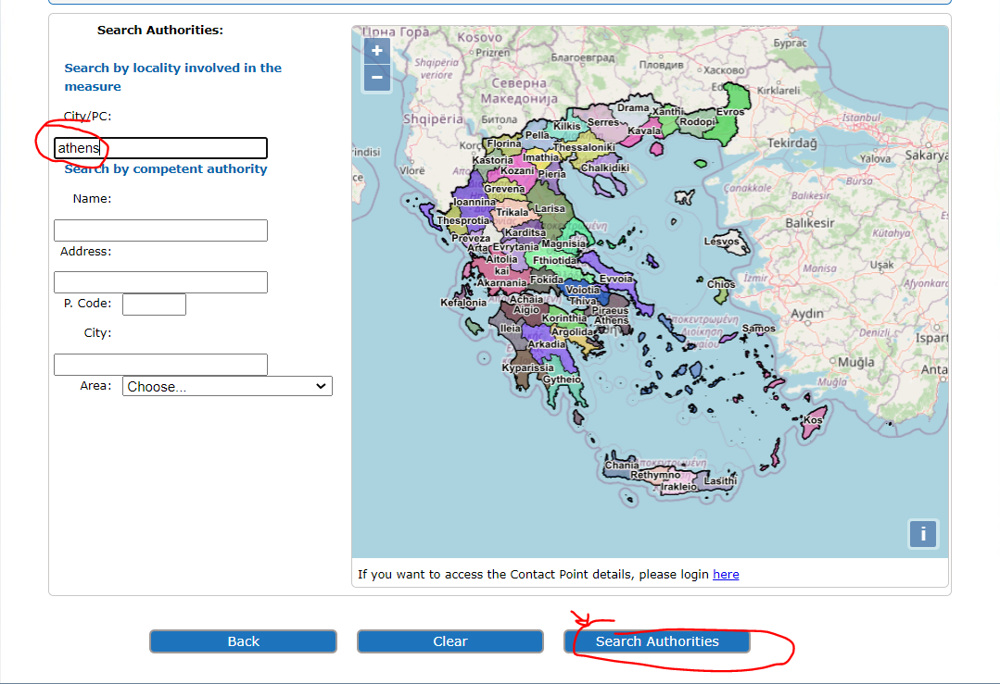 Search Authorities:
Search by locality involved in the
measure
City/PC:
athens
Search by competent authority
Name:
Address:
P. Code:
City:
Area:
Choose...
+
−
Црна Гора
Kosovo
Prizren
Shqipëria
veriore
Благоевград
Пловдив
Хасково
Бургас
Северна
Македонија
Kırklareli
Shqipëria
Битола
İstanbul
Tekirdağ
Yalova
Sakarya
Vlorë
Çanakkale
Balıkesir
Bursa
Balıkesir
Kütahya
Manisa
Uşak
İzmir
Afyonkara
Aydın
Denizli
Ispart
Muğla
Muğla
Anta
Drama
Xanthi
Evros
Rodopi
Kilkis
Serres
Kavala
Pella
Florina
Thessaloniki
Kastoria
Imathia
Chalkidiki
Kozani
Pieria
Grevena
Ioannina
Larisa
Trikala
Thesprotia
Karditsa
Preveza
Magnisia
Arta
Evrytania
Lesvos
Aitolia
kai
Akarnania
Fthiotida
Fokida
Evvoia
Voiotia
Thiva
Chios
Kefalonia
Achaia
Aigio
Piraeus
Athens
Korinthia
Ileia
Argolida
Samos
Arkadia
Kyparissia
Gytheio
Kos
Chania
Rethymno
Irakleio
Lasithi
i
If you want to access the Contact Point details, please login here
Back
Clear
Search Authorities